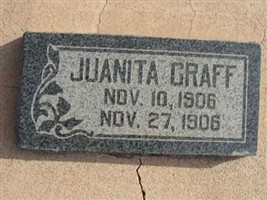 JUANITA GRAFF
NOV. 10, 1906
NOV. 27, 1906